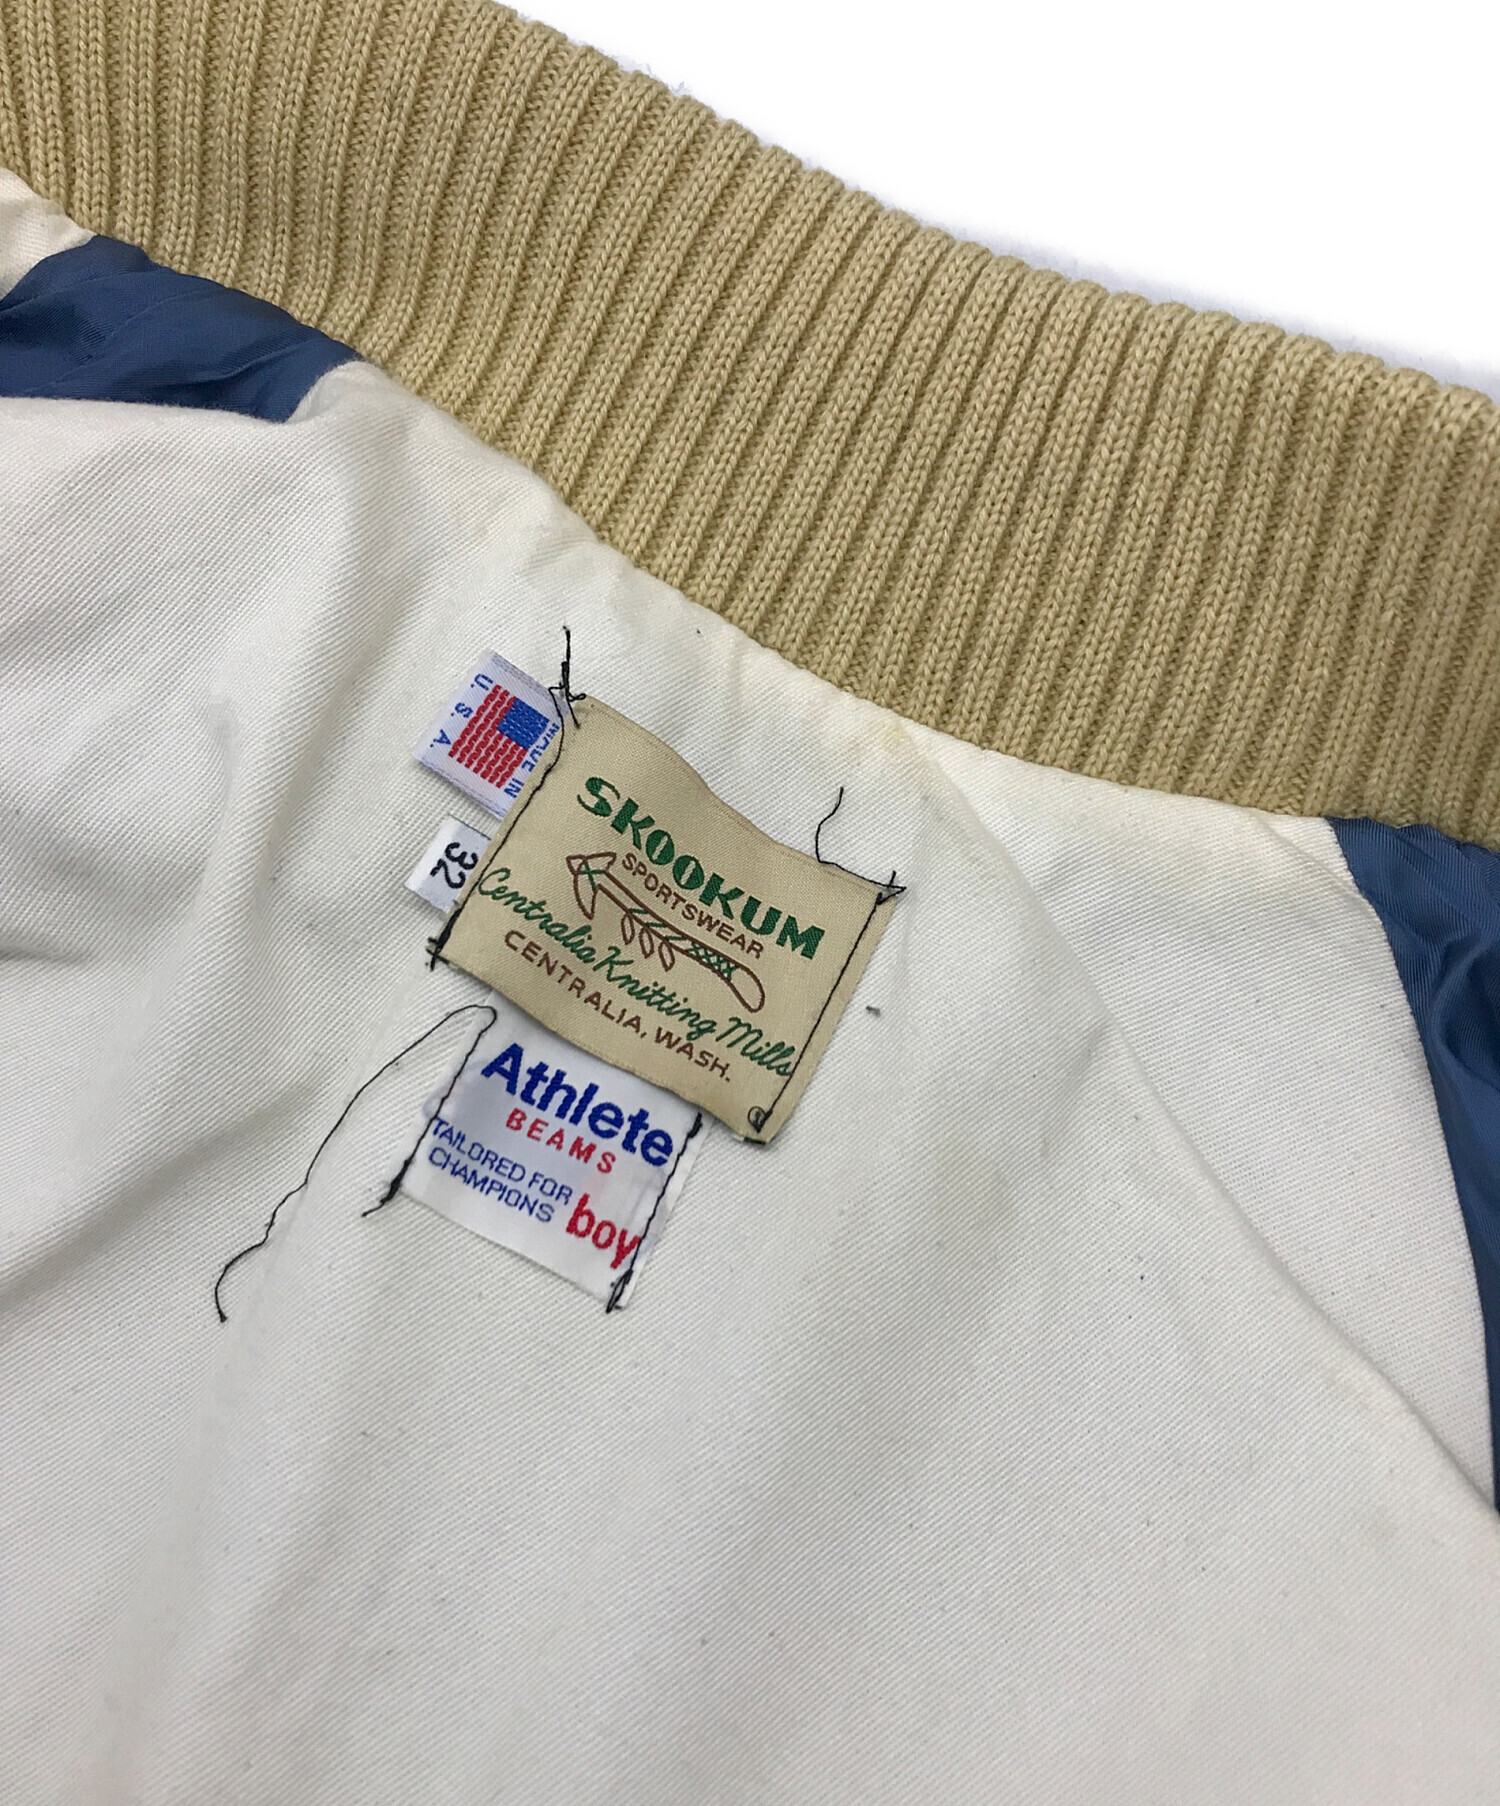 MADE IN
U. S. A.
32
SKOOKUM
SPORTSWEAR
Centralia Knitting Mills
CENTRALIA, WASH.
Athlete
BEAMS
TAILORED FOR
CHAMPIONS
boy